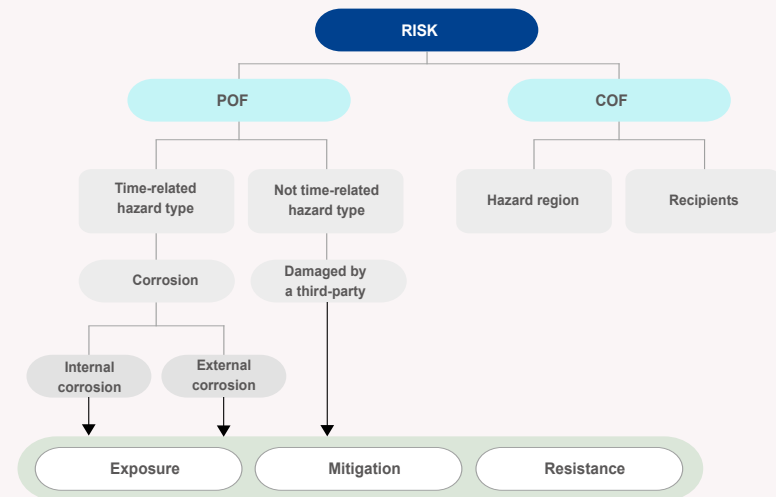 RISK
POF
COF
Time-related
hazard type
Not time-related
hazard type
Hazard region
Recipients
Corrosion
Damaged by
a third-party
Internal
corrosion
External
corrosion
Exposure
Mitigation
Resistance